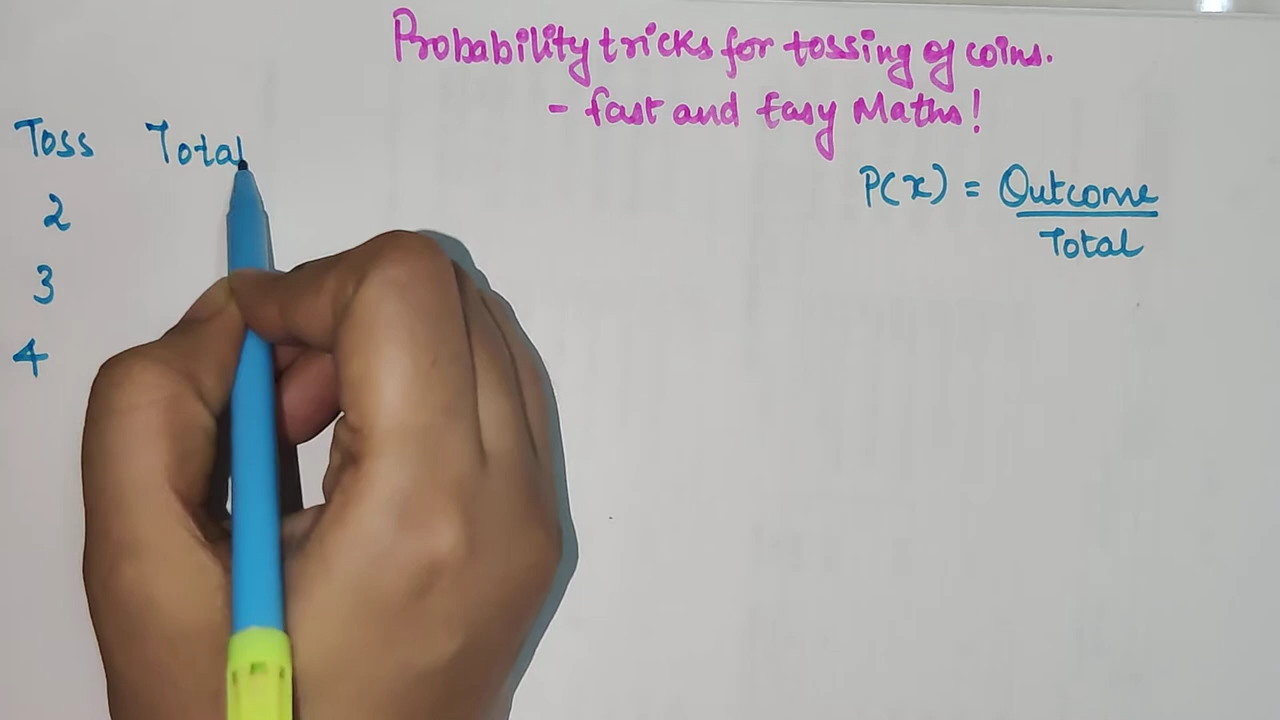 Probability tricks for tossing of coins.
- fast and Easy Maths!
Toss Total
2
3
4
P(x) = Outcome
Total